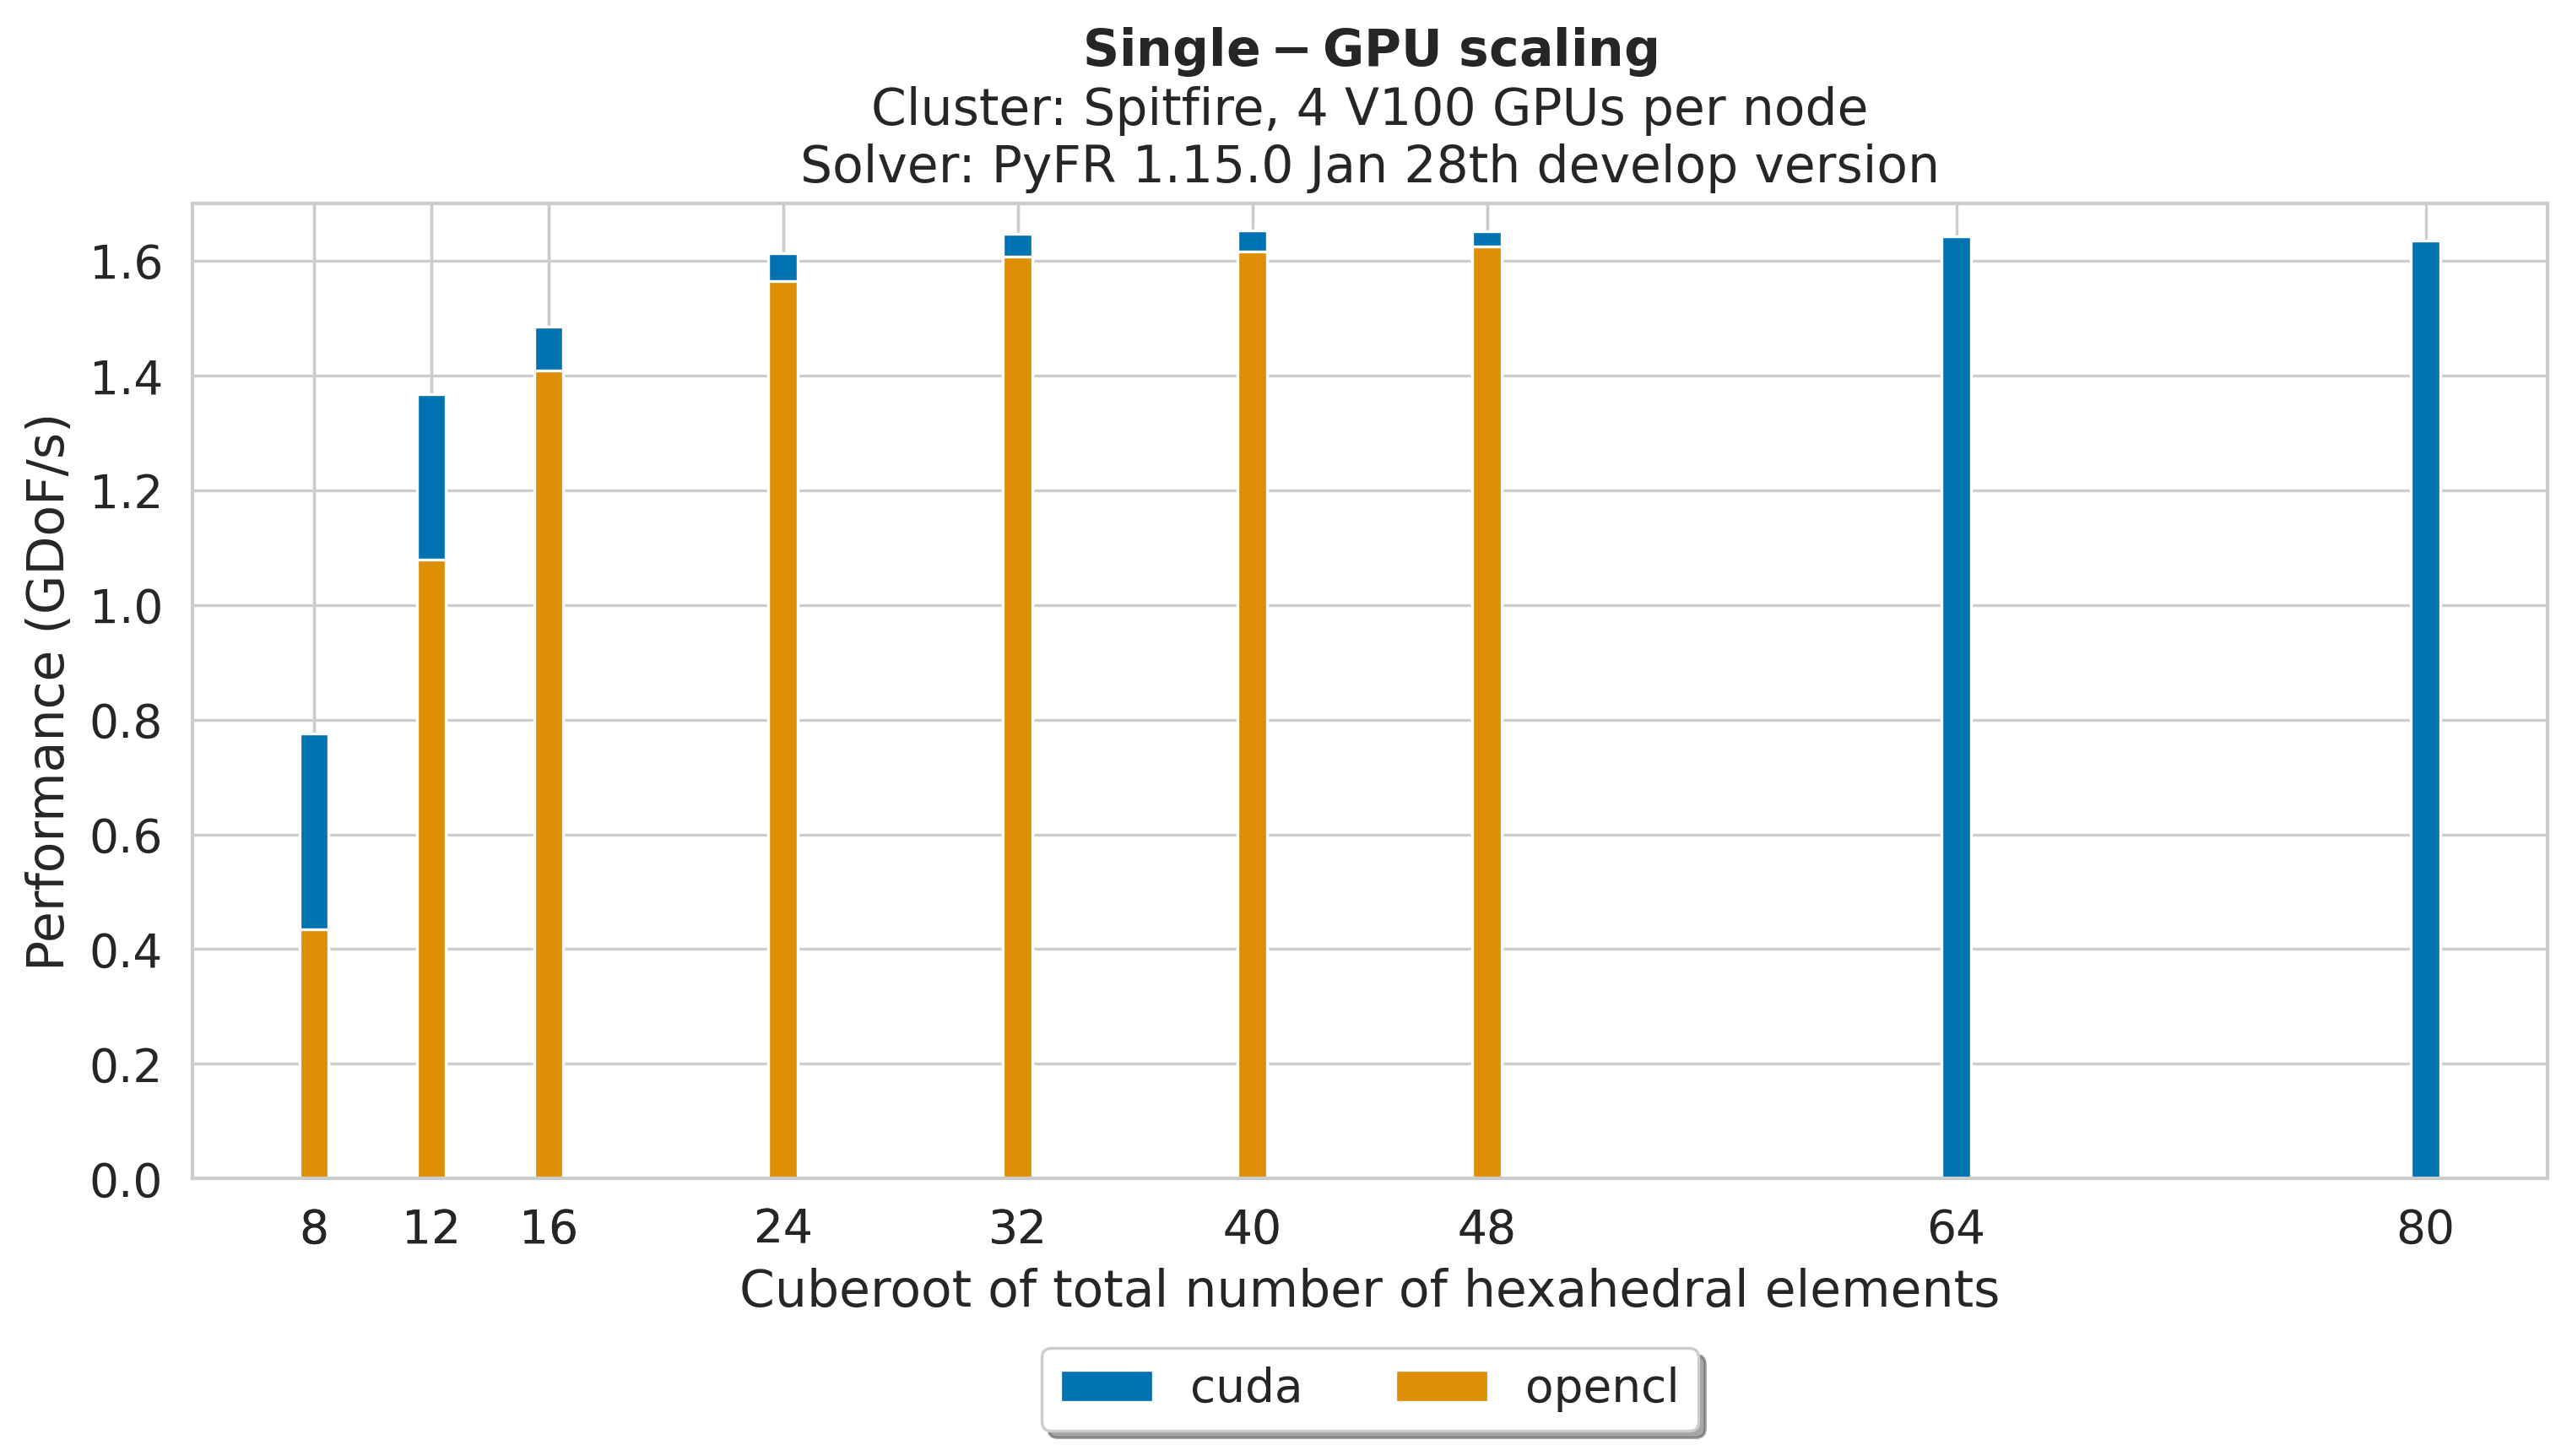 Single – GPU scaling
Cluster: Spitfire, 4 V100 GPUs per node
Solver: PyFR 1.15.0 Jan 28th develop version
Performance (GDoF/s)
1.6
1.4
1.2
1.0
0.8
0.6
0.4
0.2
0.0
8 12 16 24 32 40 48 64 80
Cuberoot of total number of hexahedral elements
cuda opencl